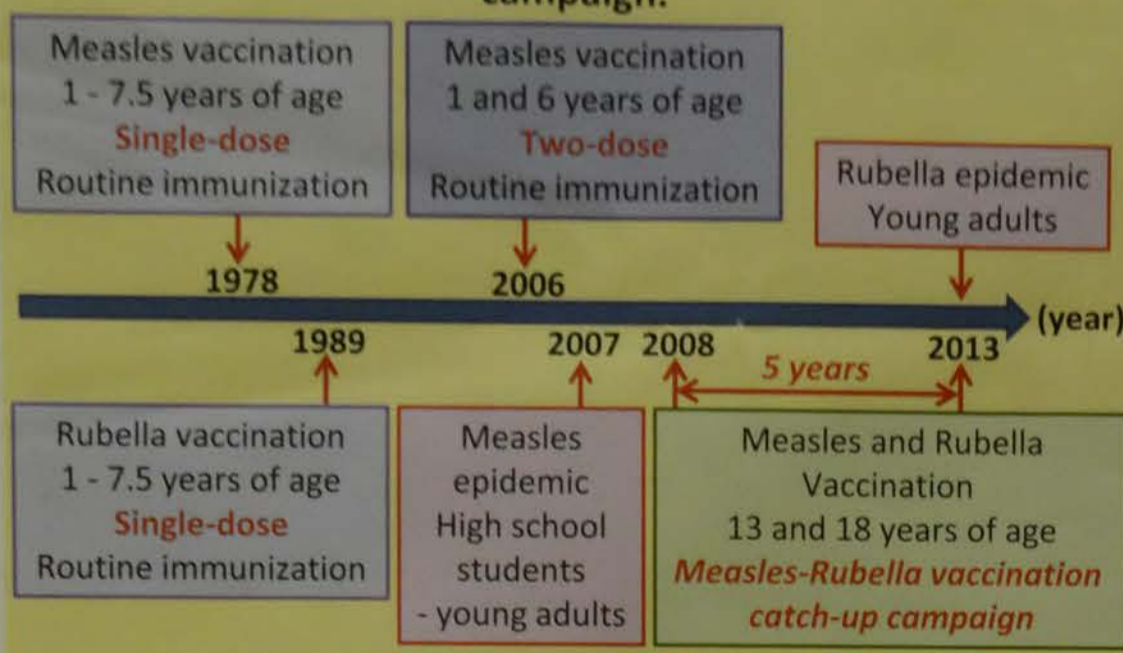 campaign.
Measles vaccination
1 - 7.5 years of age
Single-dose
Routine immunization
Measles vaccination
1 and 6 years of age
Two-dose
Routine immunization
Rubella epidemic
Young adults
1978
2006
(year)
1989
2007
2008
2013
5 years
Rubella vaccination
1 - 7.5 years of age
Single-dose
Routine immunization
Measles
epidemic
High school
students
- young adults
Measles and Rubella
Vaccination
13 and 18 years of age
Measles-Rubella vaccination
catch-up campaign